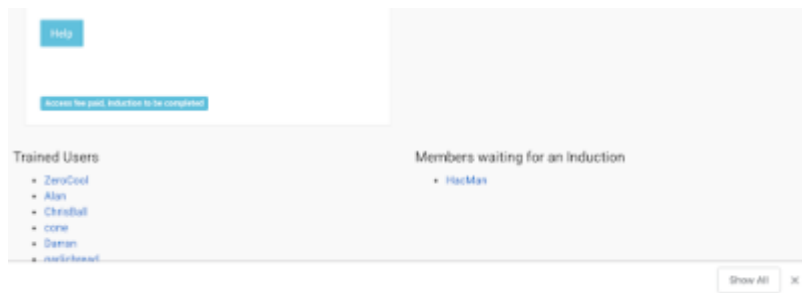 Help
Access fee paid, induction to be completed
Trained Users
ZeroCool
Alan
ChrisBall
cone
Darran
Members waiting for an Induction
HacMan
Show All